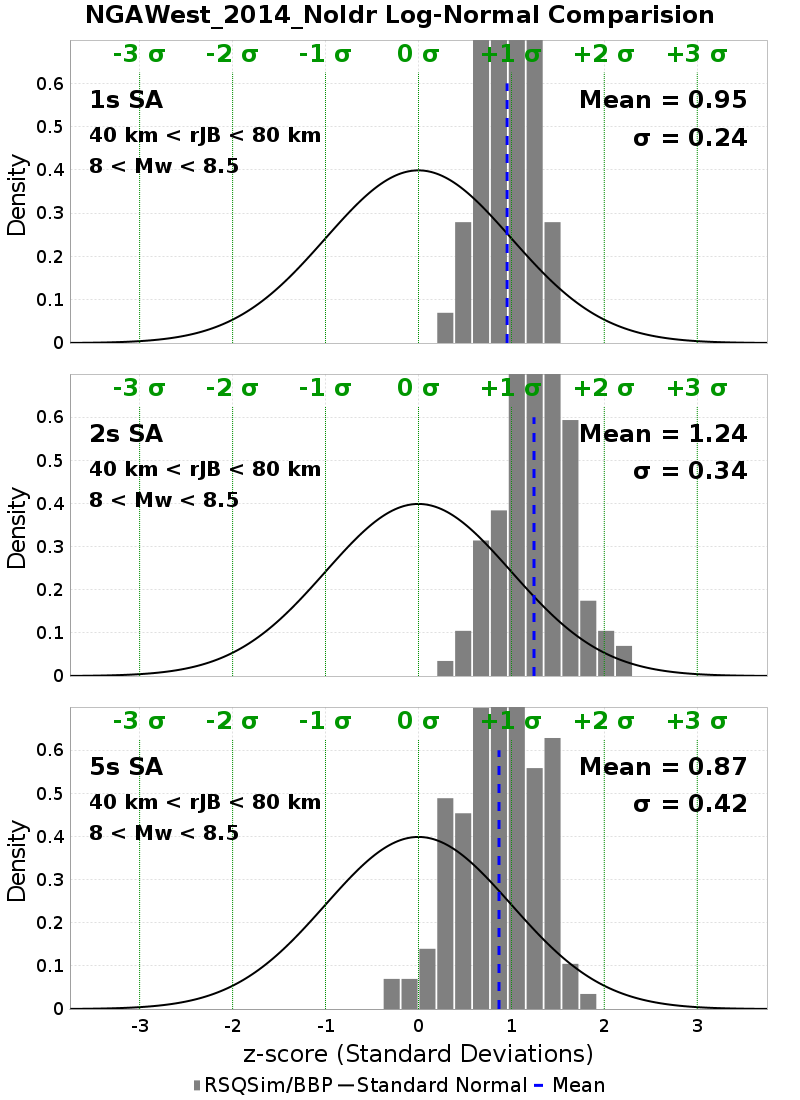 NGAWest_2014_NoIdr Log-Normal Comparision
-3 σ -2 σ -1 σ 0 σ +1 σ +2 σ +3 σ
1s SA
Mean = 0.95
40 km < rJB < 80 km
σ = 0.24
8 < Mw < 8.5
0.6
0.5
0.4
0.3
0.2
0.1
0
Density
-3 σ -2 σ -1 σ 0 σ +1 σ +2 σ +3 σ
2s SA
Mean = 1.24
40 km < rJB < 80 km
σ = 0.34
8 < Mw < 8.5
0.6
0.5
0.4
0.3
0.2
0.1
0
Density
-3 σ -2 σ -1 σ 0 σ +1 σ +2 σ +3 σ
5s SA
Mean = 0.87
40 km < rJB < 80 km
σ = 0.42
8 < Mw < 8.5
0.6
0.5
0.4
0.3
0.2
0.1
0
Density
-3 -2 -1 0 1 2 3
z-score (Standard Deviations)
RSQSim/BBP Standard Normal Mean